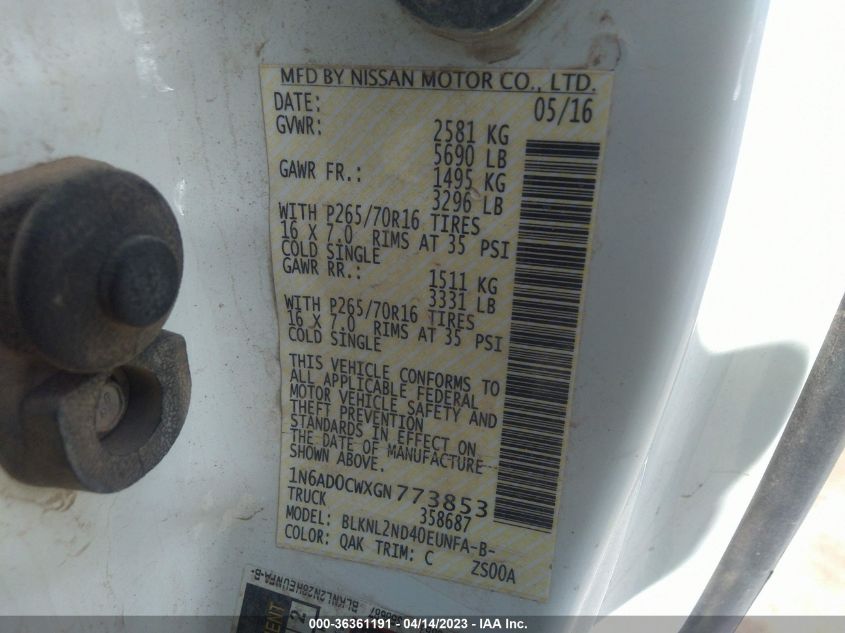 MFD BY NISSAN MOTOR CO., LTD.
DATE: 05/16
GVWR: 2581 KG
5690 LB
GAWR FR.: 1495 KG
3296 LB
WITH P265/70R16 TIRES
16 X 7.0 RIMS AT 35 PSI
COLD SINGLE
GAWR RR.: 1511 KG
3331 LB
WITH P265/70R16 TIRES
16 X 7.0 RIMS AT 35 PSI
COLD SINGLE
THIS VEHICLE CONFORMS TO
ALL APPLICABLE FEDERAL
MOTOR VEHICLE SAFETY AND
THEFT PREVENTION
STANDARDS IN EFFECT ON
THE DATE OF MANUFACTURE
SHOWN ABOVE.
1N6AD0CWXGN773853
TRUCK 358687
MODEL: BLKNL2ND40EUNFA-B-
COLOR: QAK TRIM: C ZS00A
000-36361191 - 04/14/2023 - IAA Inc.